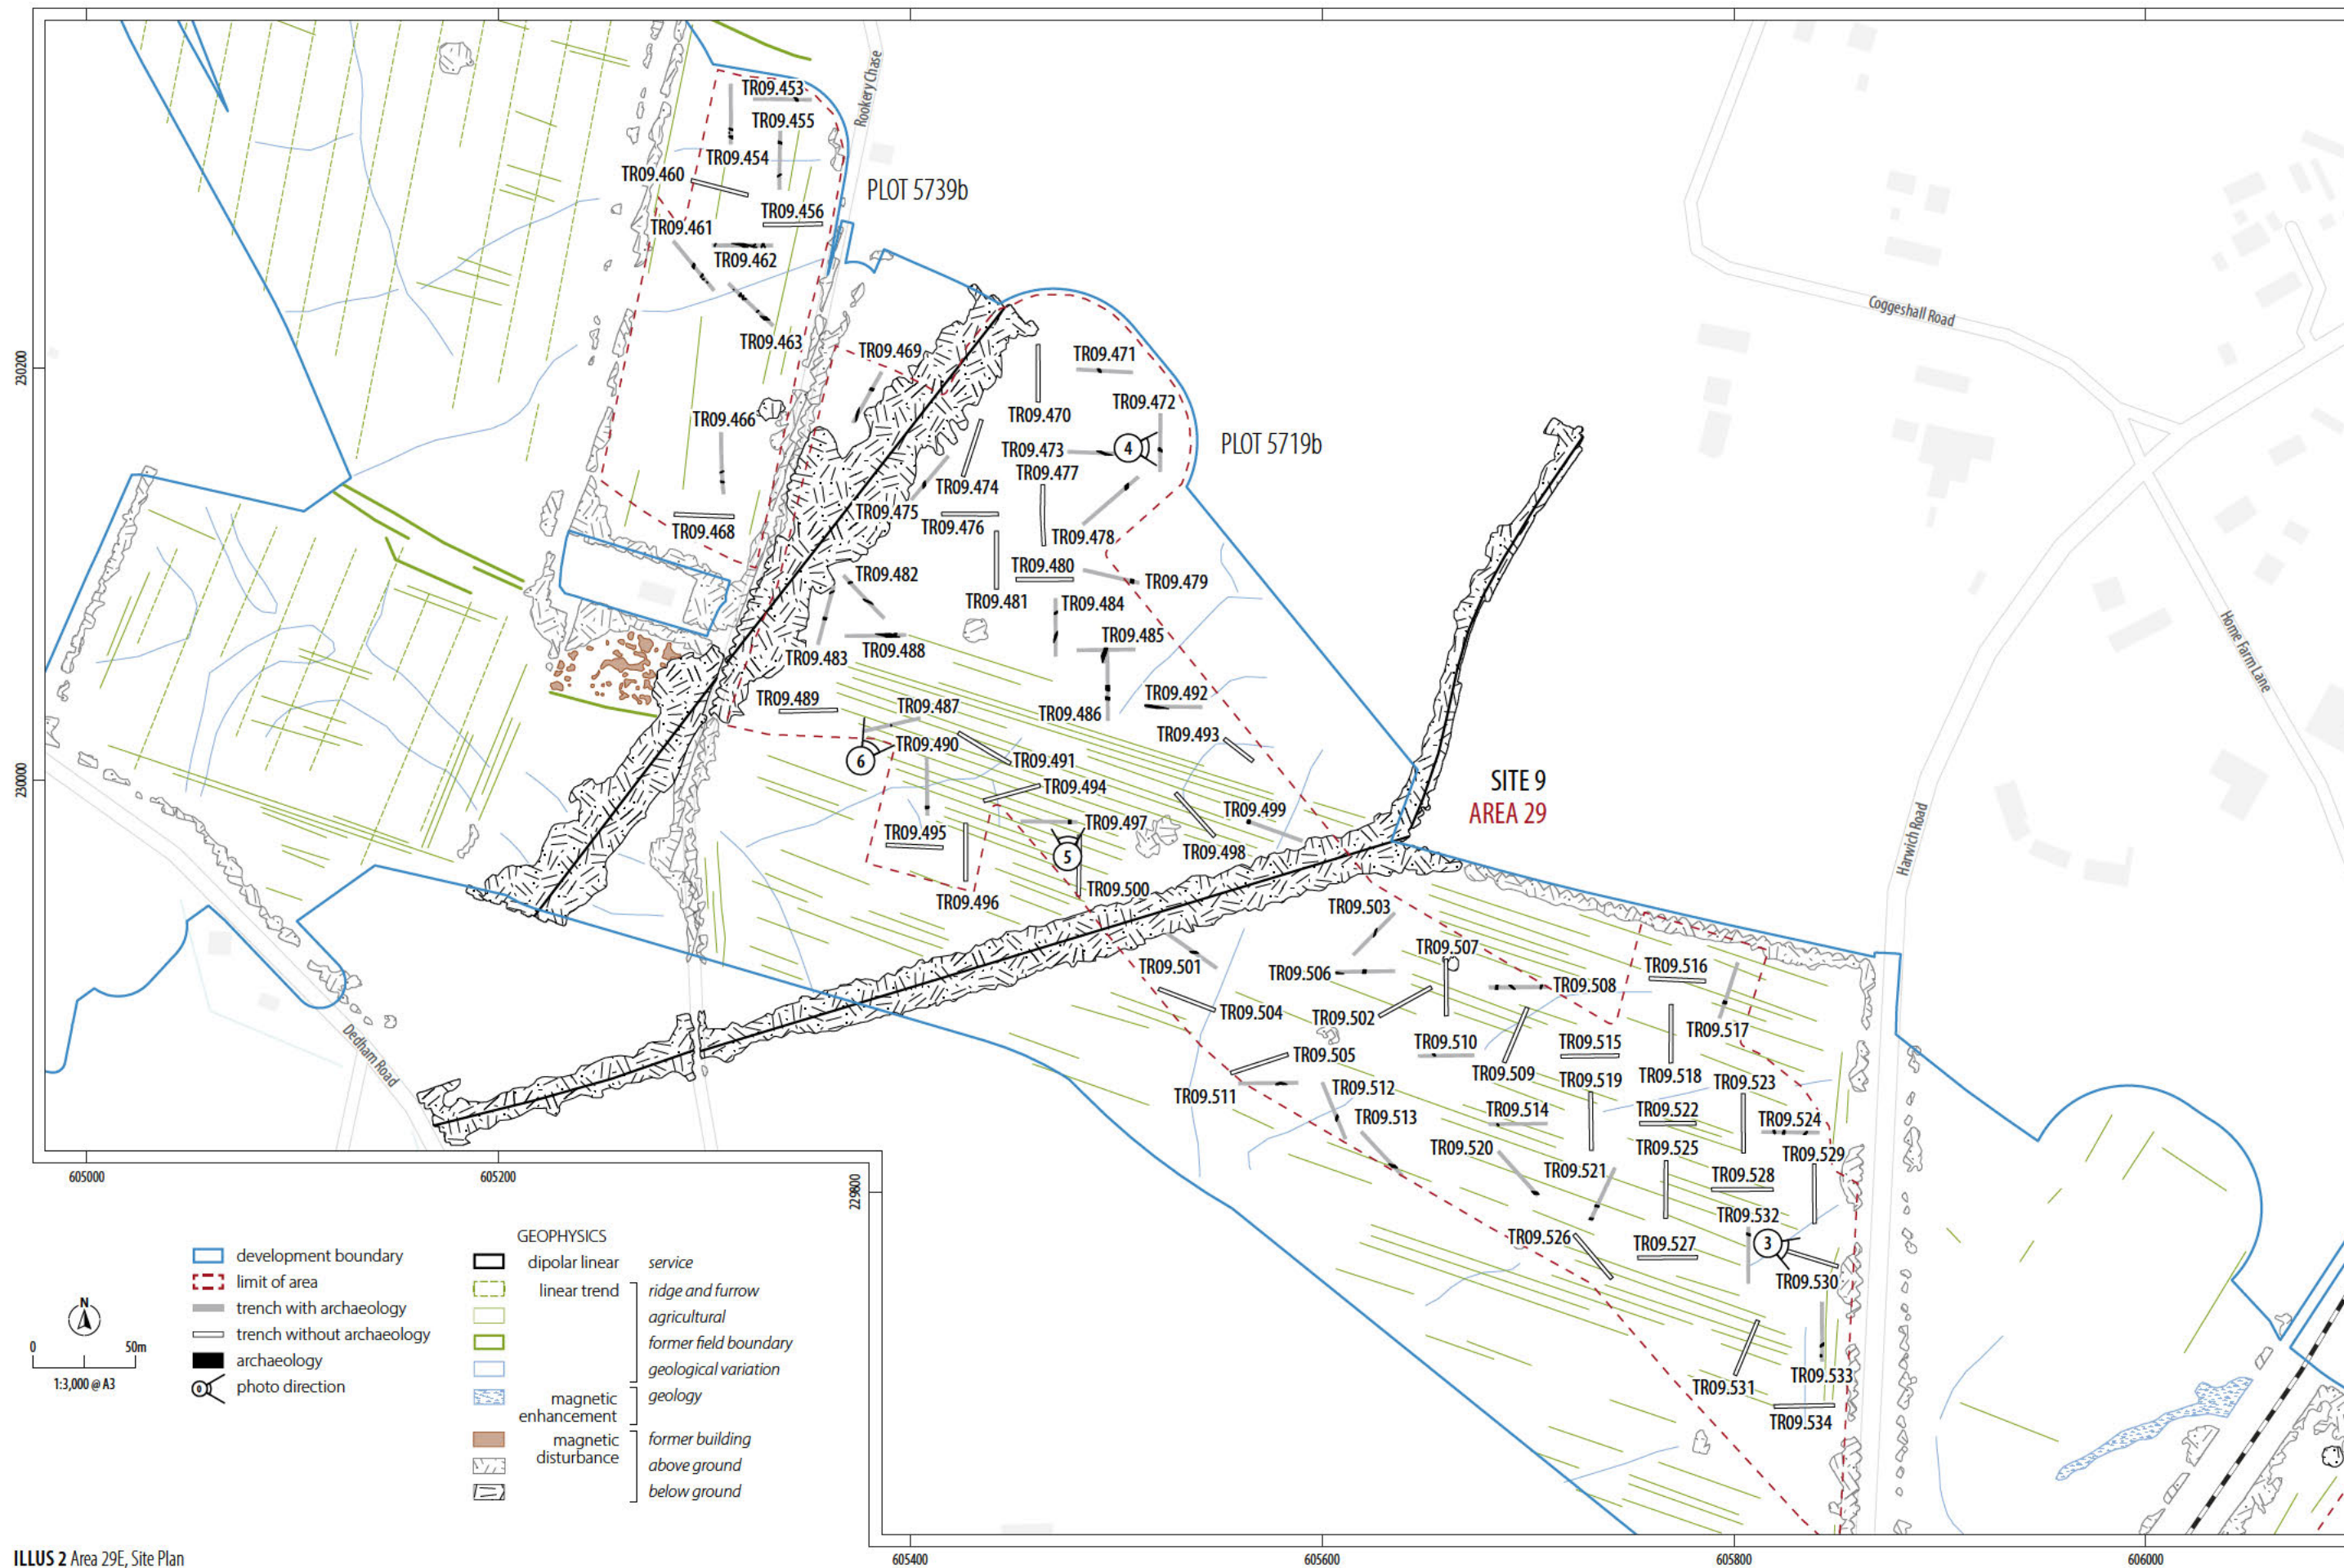 Rookery Chase
TR09.453
TR09.455
TR09.454
TR09.460
PLOT 5739b
TR09.456
TR09.461
TR09.462
Coggeshall Road
TR09.463
TR09.469
TR09.471
230200
TR09.472
TR09.470
TR09.466
4
PLOT 5719b
TR09.473
TR09.477
TR09.474
TR09.475
TR09.476
TR09.468
TR09.478
TR09.480
TR09.482
TR09.479
TR09.481
TR09.484
TR09.485
Home Farm Lane
TR09.488
TR09.483
TR09.492
TR09.489
TR09.487
TR09.486
TR09.493
TR09.490
6
TR09.491
230000
SITE 9
TR09.494
AREA 29
TR09.499
TR09.497
TR09.495
Harwich Road
TR09.498
5
TR09.500
TR09.496
TR09.503
TR09.507
TR09.501
TR09.506
TR09.516
TR09.508
TR09.504
TR09.502
TR09.517
Dedham Road
TR09.510
TR09.515
TR09.505
TR09.509
TR09.519
TR09.518
TR09.523
TR09.511
TR09.512
TR09.514
TR09.522
TR09.513
TR09.524
TR09.520
TR09.525
TR09.529
TR09.521
TR09.528
605000
605200
229800
TR09.532
TR09.526
TR09.527
3
TR09.530
TR09.533
TR09.531
TR09.534
N
0 50m
1:3,000 @ A3
development boundary
limit of area
trench with archaeology
trench without archaeology
archaeology
0 photo direction
GEOPHYSICS
dipolar linear service
linear trend ridge and furrow
agricultural
former field boundary
geological variation
magnetic geology
enhancement
magnetic former building
disturbance above ground
below ground
605400
605600
605800
606000
ILLUS 2 Area 29E, Site Plan